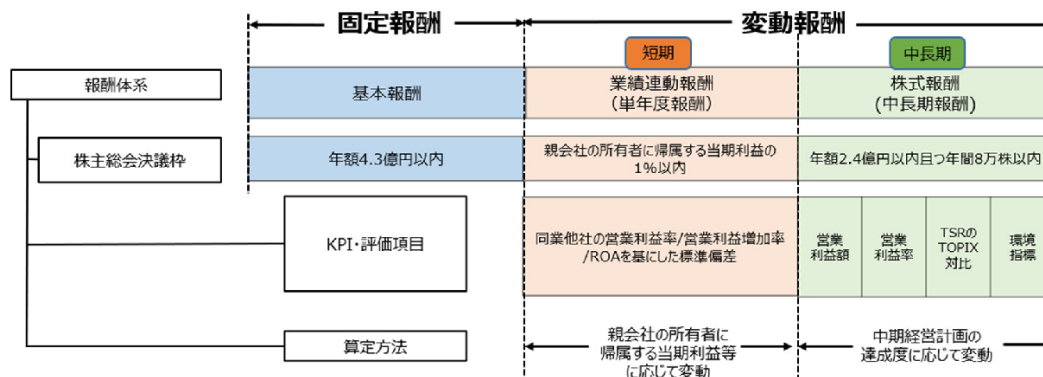 固定報酬
変動報酬
短期
中長期
報酬体系
基本報酬
業績連動報酬
（単年度報酬）
株式報酬
（中長期報酬）
株主総会決議枠
年額4.3億円以内
親会社の所有者に帰属する当期利益の
1％以内
年額2.4億円以内且つ年間8万株以内
KPI・評価項目
同業他社の営業利益率/営業利益増加率
/ROAを基にした標準偏差
営業
利益額
営業
利益率
TSRの
TOPIX
対比
環境
指標
算定方法
親会社の所有者に
帰属する当期利益等
に応じて変動
中期経営計画の
達成度に応じて変動